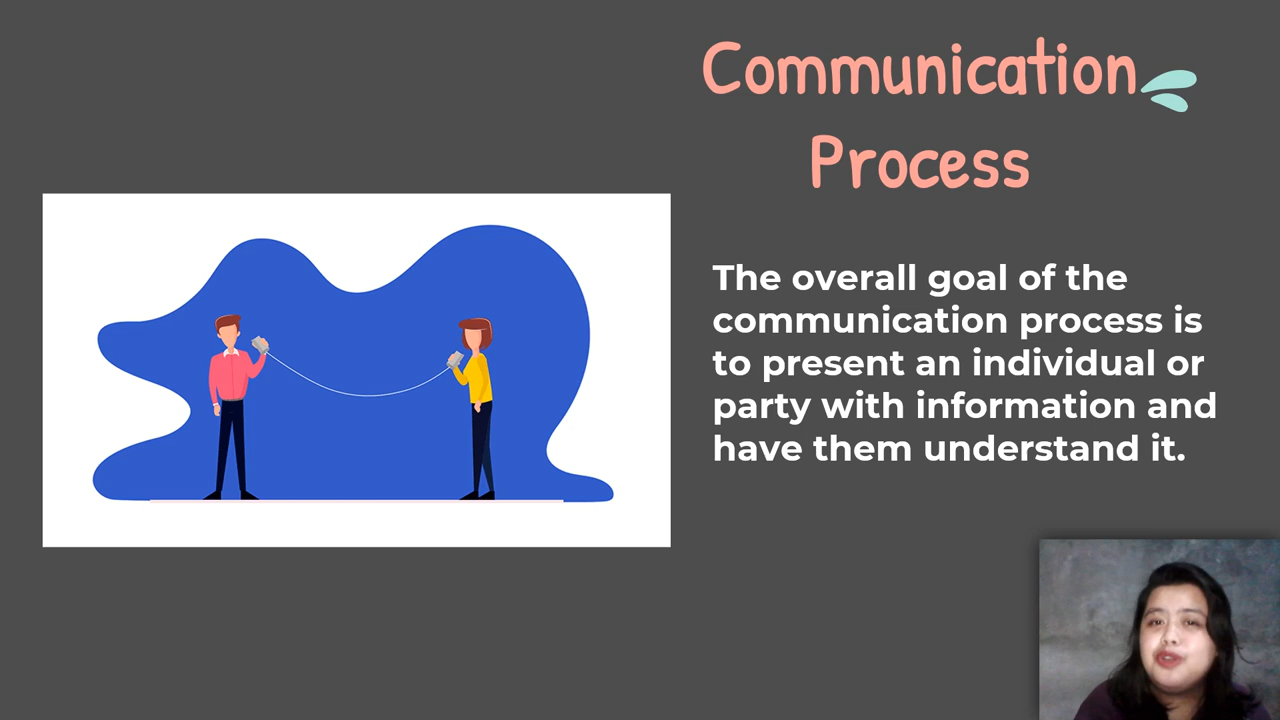 Communication
Process
The overall goal of the
communication process is
to present an individual or
party with information and
have them understand it.